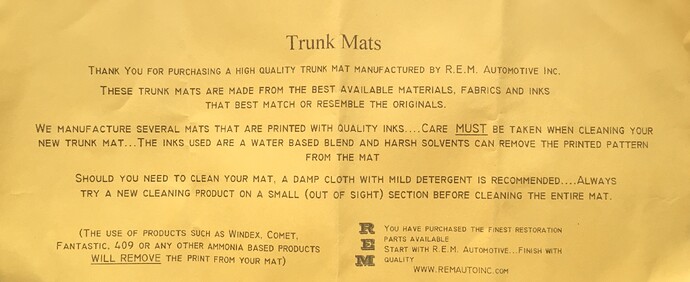 Trunk Mats
Thank You for purchasing a high quality trunk mat manufactured by R.E.M. Automotive Inc.
These trunk mats are made from the best available materials, fabrics and inks
that best match or resemble the originals.
We manufacture several mats that are printed with quality inks....Care MUST be taken when cleaning your
new trunk mat...The inks used are a water based blend and harsh solvents can remove the printed pattern
from the mat
Should you need to clean your mat, a damp cloth with mild detergent is recommended....Always
try a new cleaning product on a small (out of sight) section before cleaning the entire mat.
(The use of products such as Windex, Comet,
Fantastic, 409 or any other ammonia based products
will remove the print from your mat)
REM
You have purchased the finest restoration
parts available
Start with R.E.M. Automotive...Finish with
quality
www.remautoinc.com